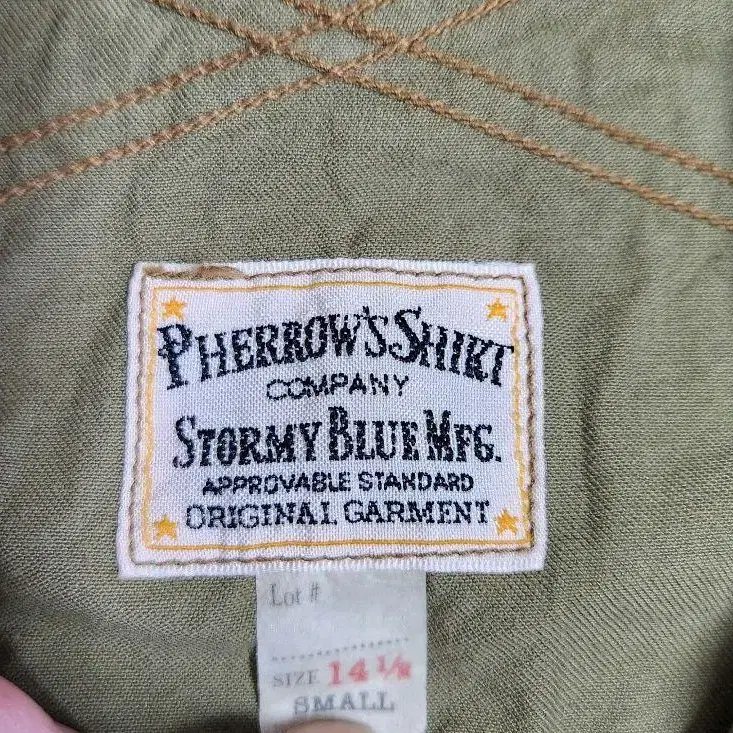 PHERROW'S SHIRT
COMPANY
STORMY BLUE MFG.
APPROVABLE STANDARD
ORIGINAL GARMENT
Lot #
SIZE 14 1/2
SMALL